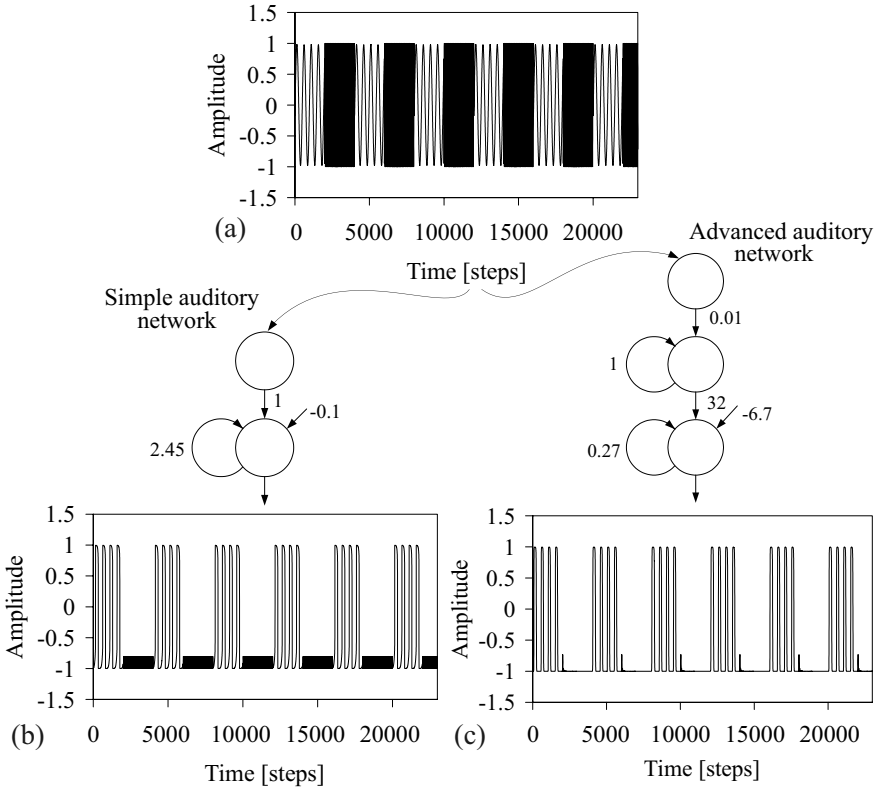 1.5
1
0.5
0
-0.5
-1
-1.5
Amplitude
0 5000 10000 15000 20000
Time [steps]
(a)
Advanced auditory
network
0.01
1
32
-6.7
0.27
Simple auditory
network
1
-0.1
2.45
1.5
1
0.5
0
-0.5
-1
-1.5
Amplitude
0 5000 10000 15000 20000
Time [steps]
(b)
1.5
1
0.5
0
-0.5
-1
-1.5
Amplitude
0 5000 10000 15000 20000
Time [steps]
(c)